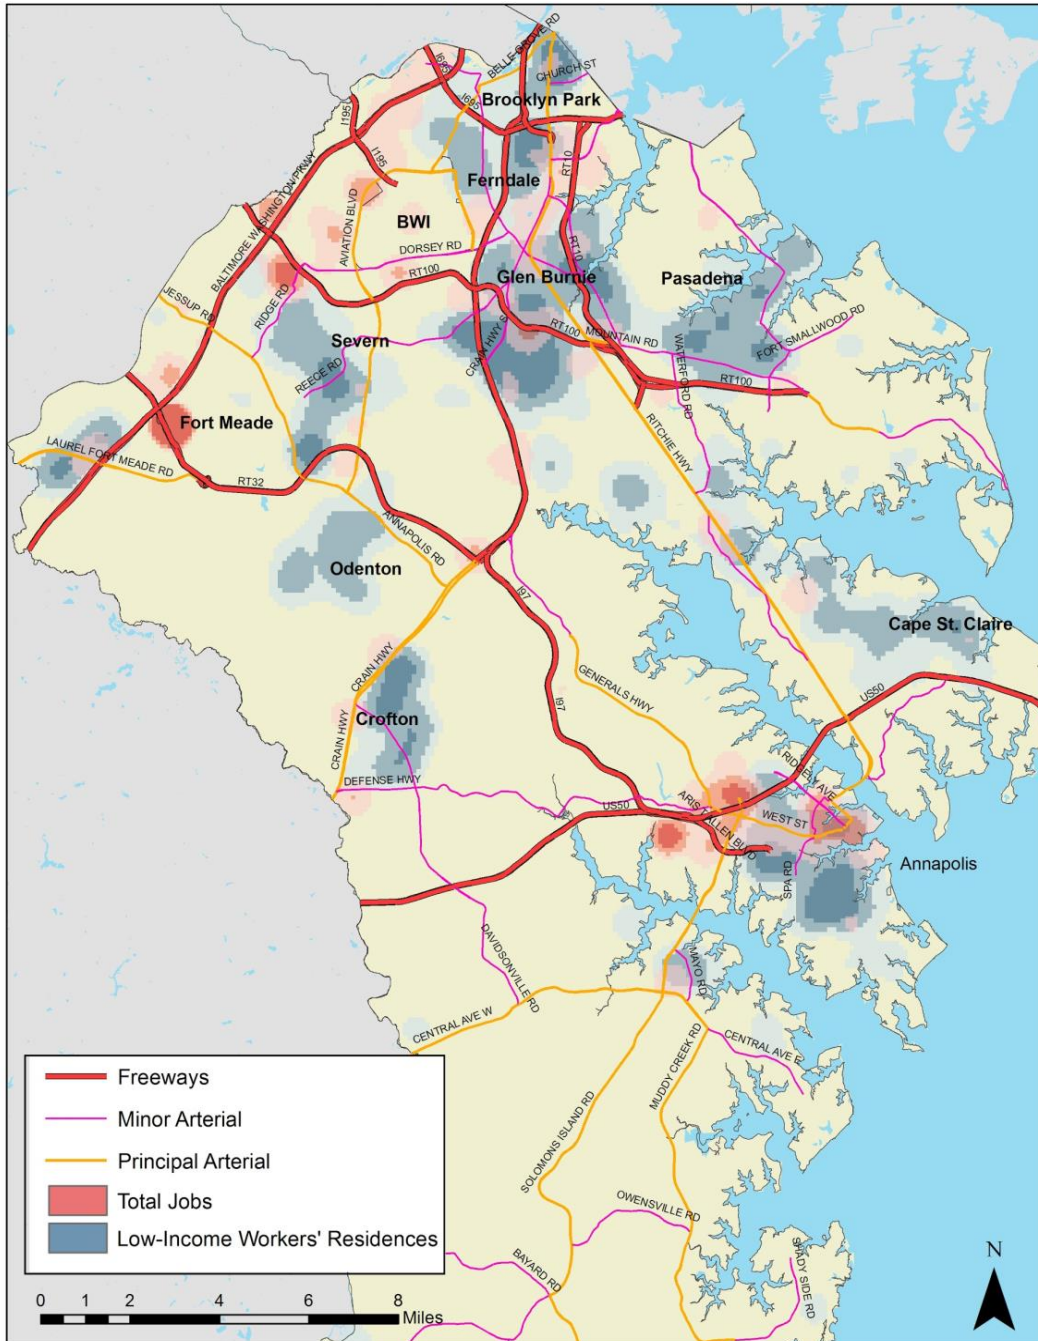 BELLE GROVE RD
I695
CHURCH ST
Brooklyn Park
I695
I195
I195
RT10
Ferndale
BALTIMORE WASHINGTON PKWY
AVIATION BLVD
BWI
DORSEY RD
RT10
Glen Burnie
Pasadena
RT100
JESSUP RD
RIDGE RD
Severn
CRAIN HWY S
RT100
MOUNTAIN RD
WATERFORD RD
FORT SMALLWOOD RD
REECE RD
RT100
Fort Meade
RITCHIE HWY
LAUREL FORT MEADE RD
RT32
ANNAPOLIS RD
Odenton
I97
Cape St. Claire
CRAIN HWY
GENERALS HWY
US50
I97
Crofton
CRAIN HWY
DEFENSE HWY
RIDGELY AVE
US50
ARIS T ALLEN BLVD
WEST ST
SPA RD
Annapolis
DAVIDSONVILLE RD
MAYO RD
CENTRAL AVE W
MUDDY CREEK RD
CENTRAL AVE E
SOLOMONS ISLAND RD
OWENSVILLE RD
BAYARD RD
SHADY SIDE RD
Freeways
Minor Arterial
Principal Arterial
Total Jobs
Low-Income Workers' Residences
N
0 1 2 4 6 8
Miles